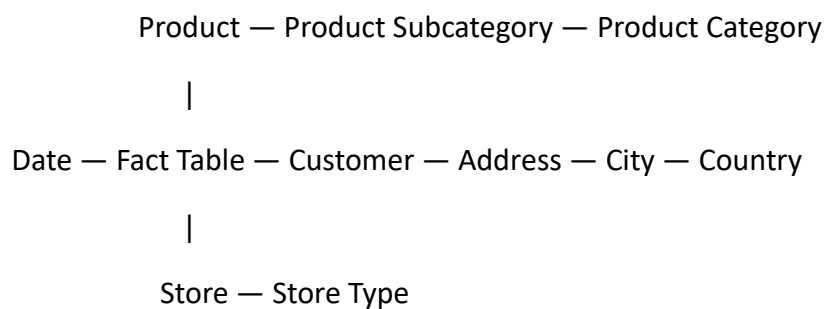 Product — Product Subcategory — Product Category
|
Date — Fact Table — Customer — Address — City — Country
|
Store — Store Type